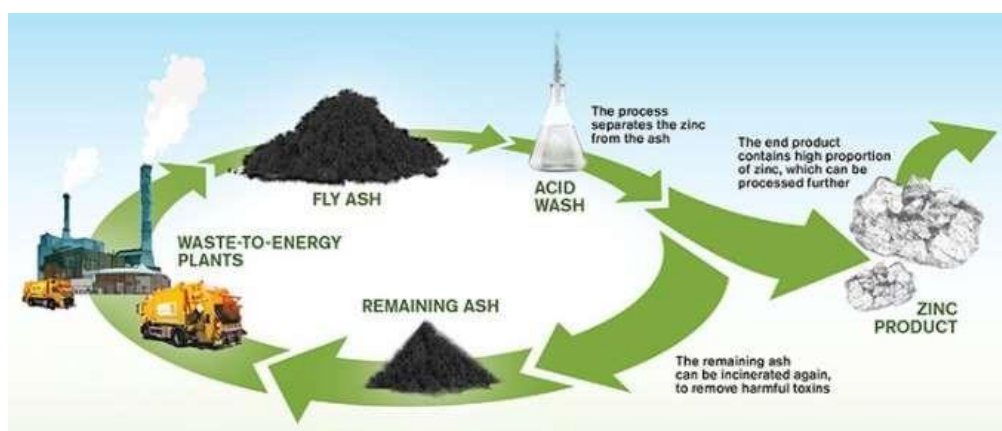 The process
separates the zinc
from the ash
The end product
contains high proportion
of zinc, which can be
processed further
FLY ASH
ACID
WASH
WASTE-TO-ENERGY
PLANTS
REMAINING ASH
ZINC
PRODUCT
The remaining ash
can be incinerated again,
to remove harmful toxins